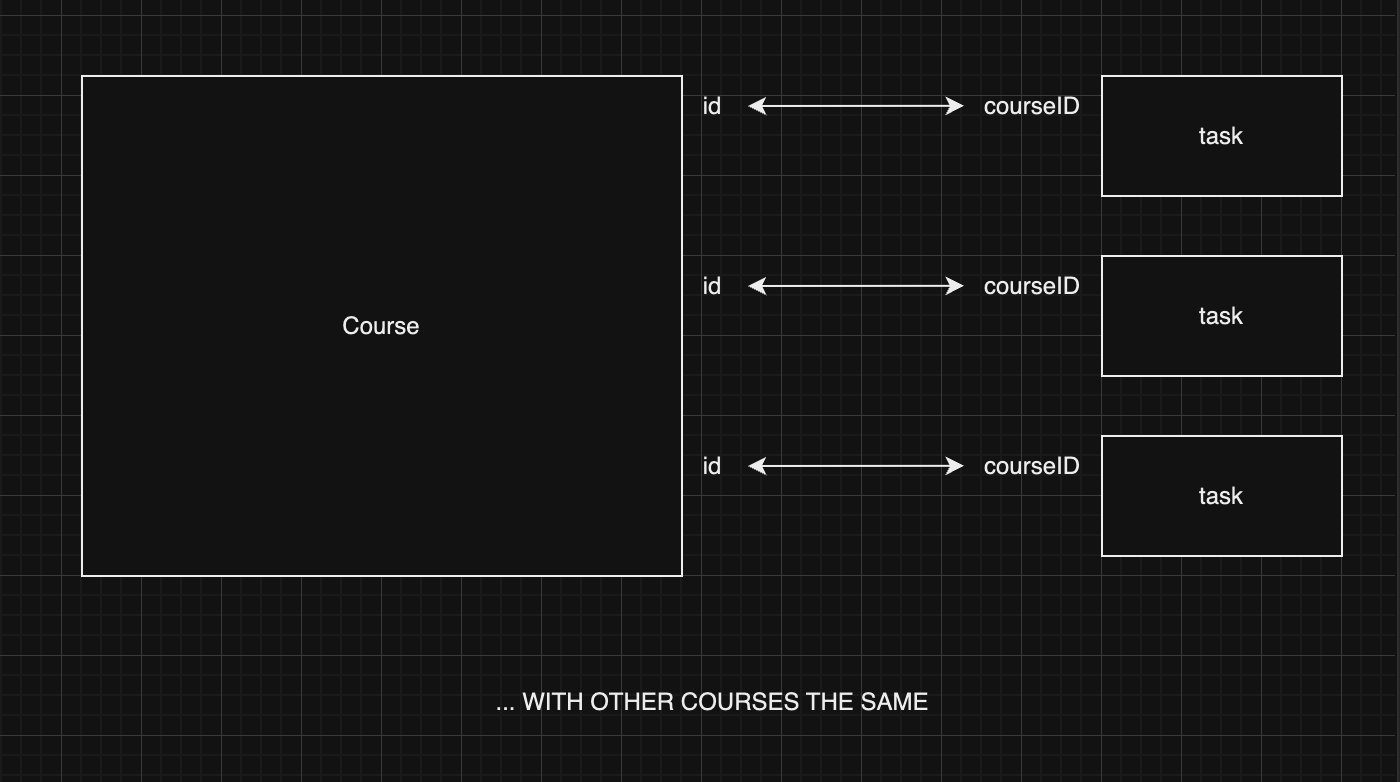 id
courseID
task
id
courseID
task
Course
id
courseID
task
... WITH OTHER COURSES THE SAME